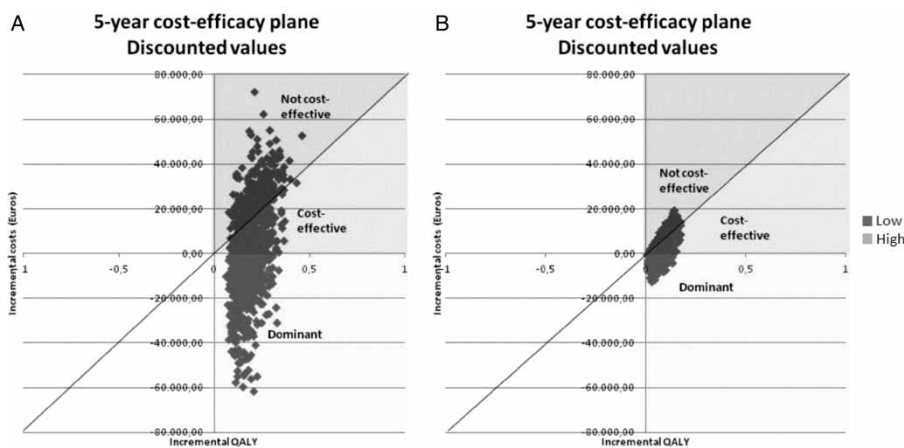 A
5-year cost-efficacy plane
Discounted values
80.000,00
60.000,00
40.000,00
20.000,00
0,00
-20.000,00
-40.000,00
-60.000,00
-80.000,00
1
-0,5
0
0,5
1
Not cost-
effective
Cost-
effective
Dominant
Incremental costs (Euros)
Incremental QALY
B
5-year cost-efficacy plane
Discounted values
80.000,00
60.000,00
40.000,00
20.000,00
0,00
-20.000,00
-40.000,00
-60.000,00
-80.000,00
1
-0,5
0
0,5
1
Not cost-
effective
Cost-
effective
Dominant
Incremental costs (Euros)
Incremental QALY
Low
High